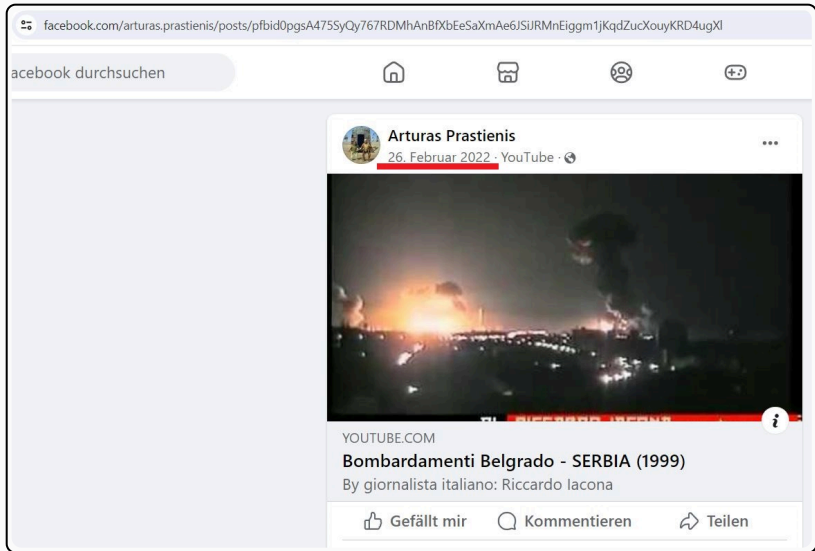 facebook.com/arturas.prastienis/posts/pfbid0pgsA475SyQy767RDMhAnBfXbEeSaXmAe6JSiJRMnEiggm1jKqdZucXouyKRD4ugXl
acebook durchsuchen
Arturas Prastienis
26. Februar 2022 · YouTube ·
YOUTUBE.COM
Bombardamenti Belgrado - SERBIA (1999)
By giornalista italiano: Riccardo Iacona
Gefällt mir Kommentieren Teilen